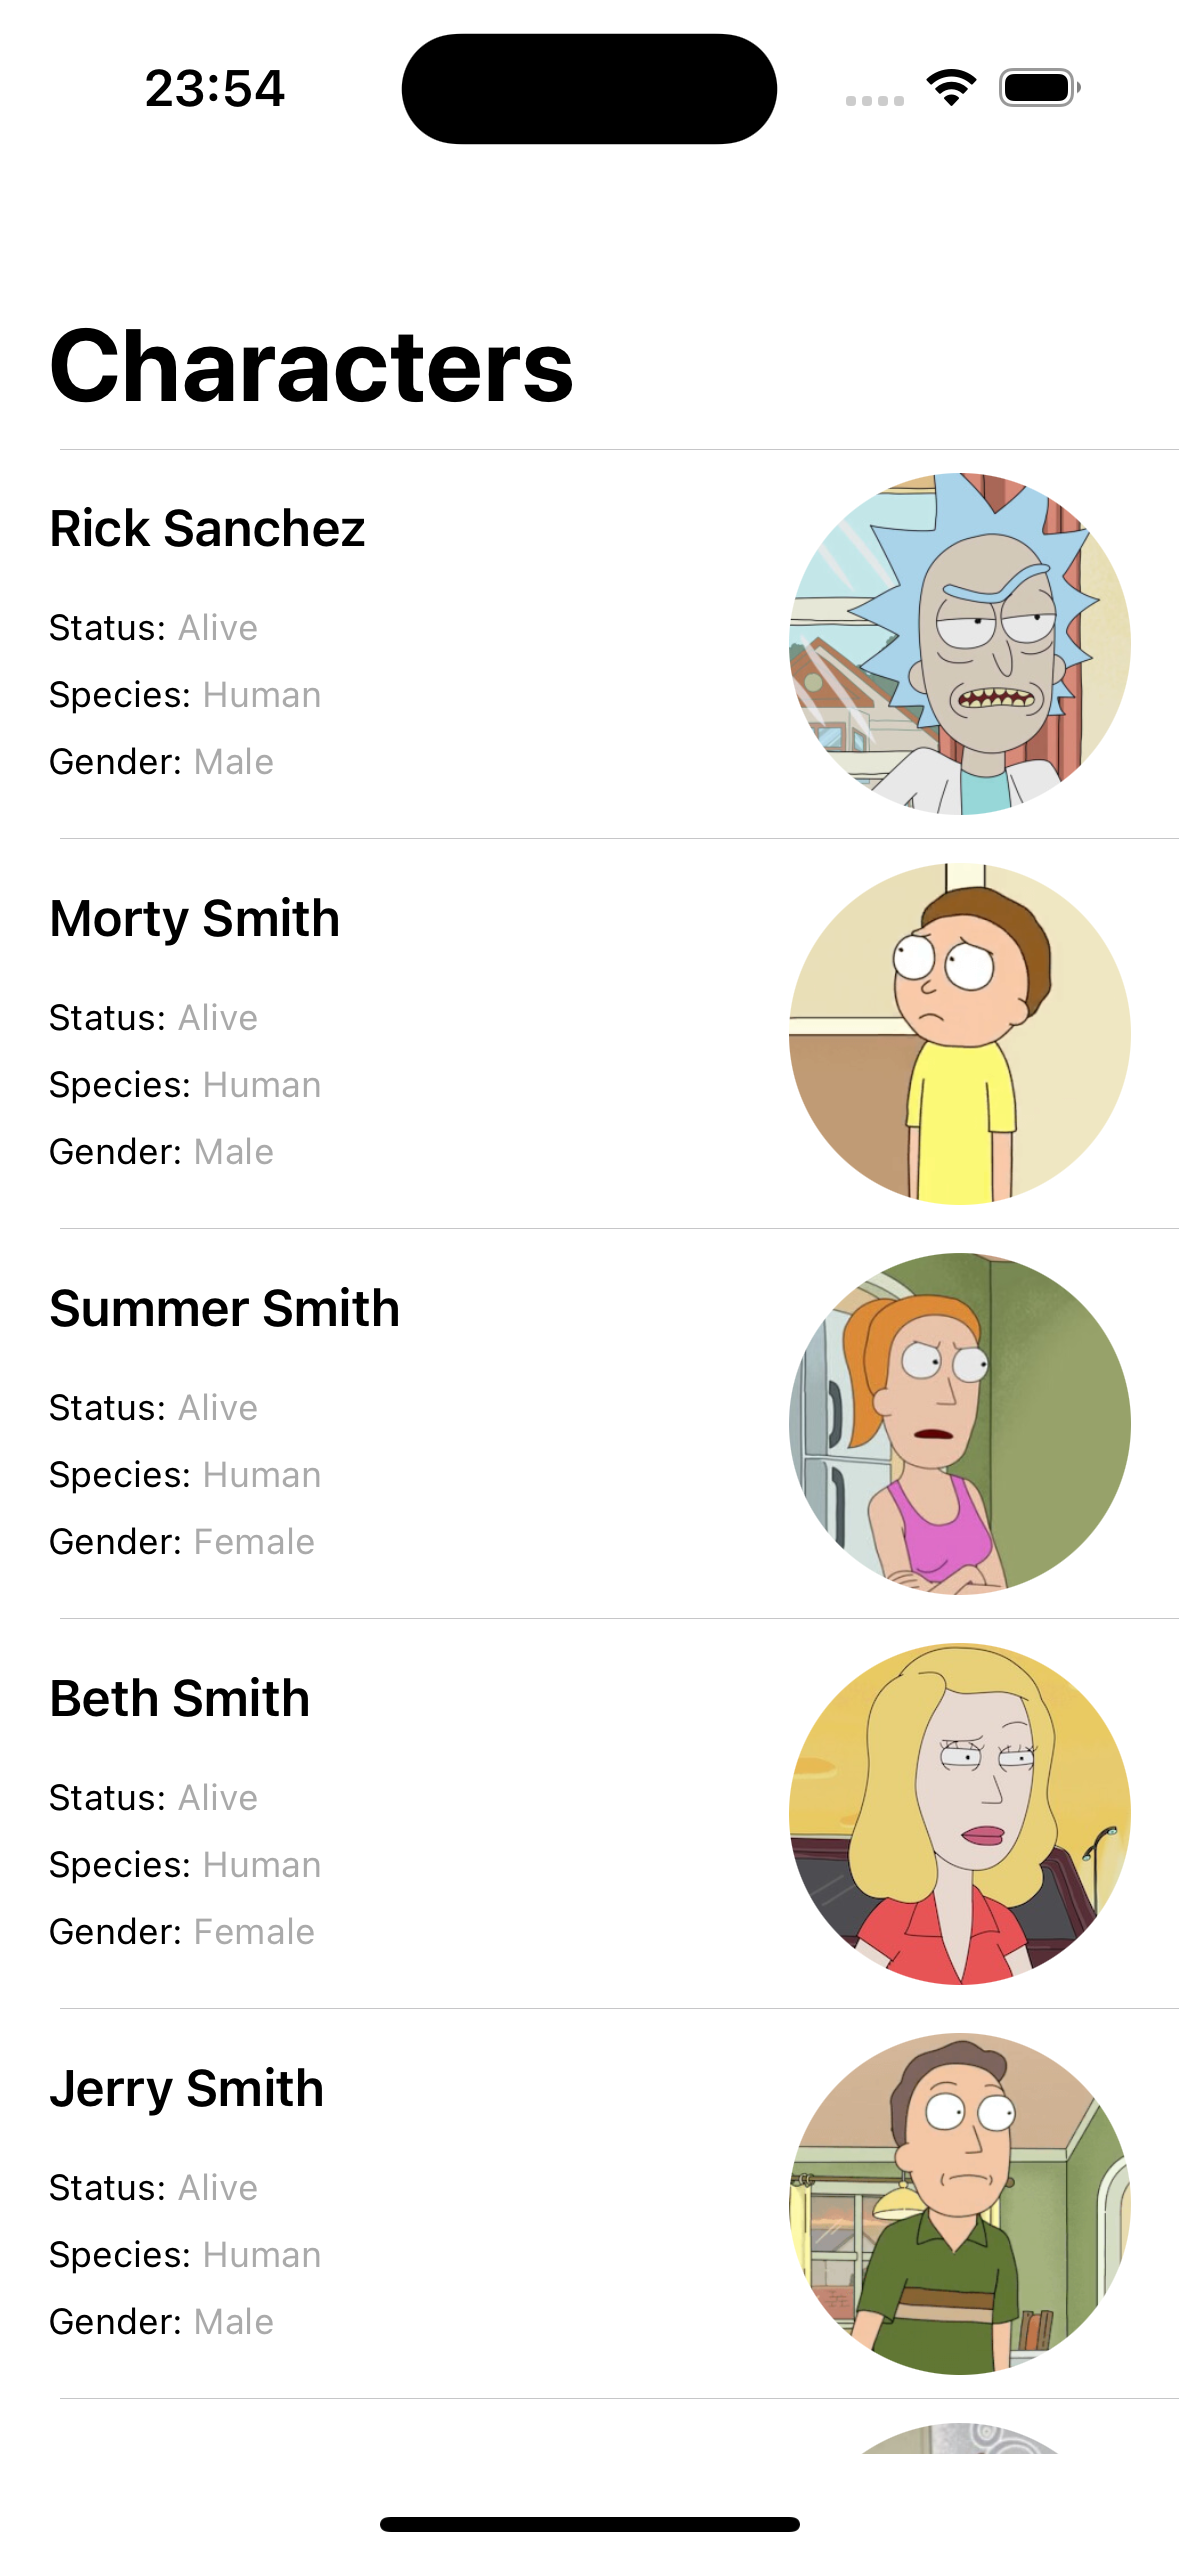 23:54
Characters
Rick Sanchez
Status: Alive
Species: Human
Gender: Male
Morty Smith
Status: Alive
Species: Human
Gender: Male
Summer Smith
Status: Alive
Species: Human
Gender: Female
Beth Smith
Status: Alive
Species: Human
Gender: Female
Jerry Smith
Status: Alive
Species: Human
Gender: Male